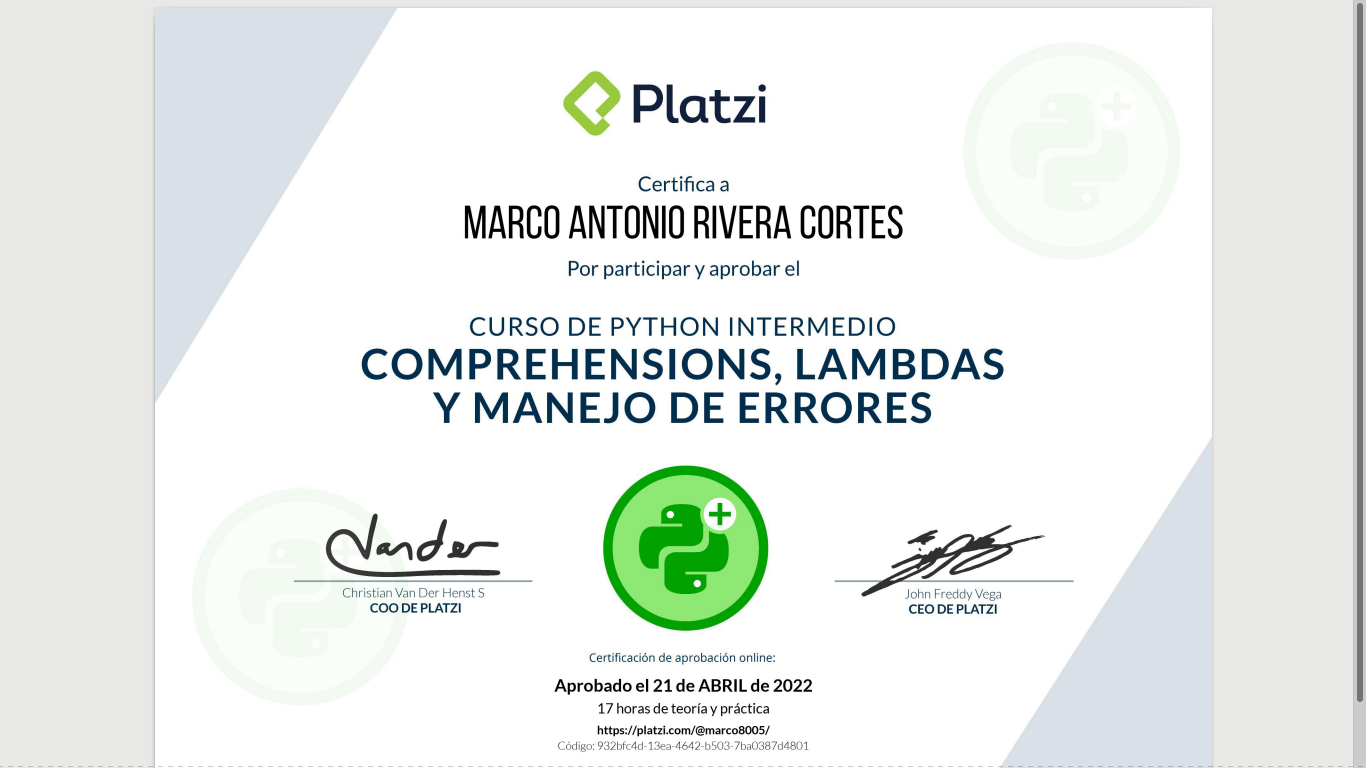 Platzi
Certifica a
MARCO ANTONIO RIVERA CORTES
Por participar y aprobar el
CURSO DE PYTHON INTERMEDIO
COMPREHENSIONS, LAMBDAS
Y MANEJO DE ERRORES
Vander
Christian Van Der Henst S
COO DE PLATZI
John Freddy Vega
CEO DE PLATZI
Certificación de aprobación online:
Aprobado el 21 de ABRIL de 2022
17 horas de teoría y práctica
https://platzi.com/@marco8005/
Código: 932bfc4d-13ea-4642-b503-7ba0387d4801